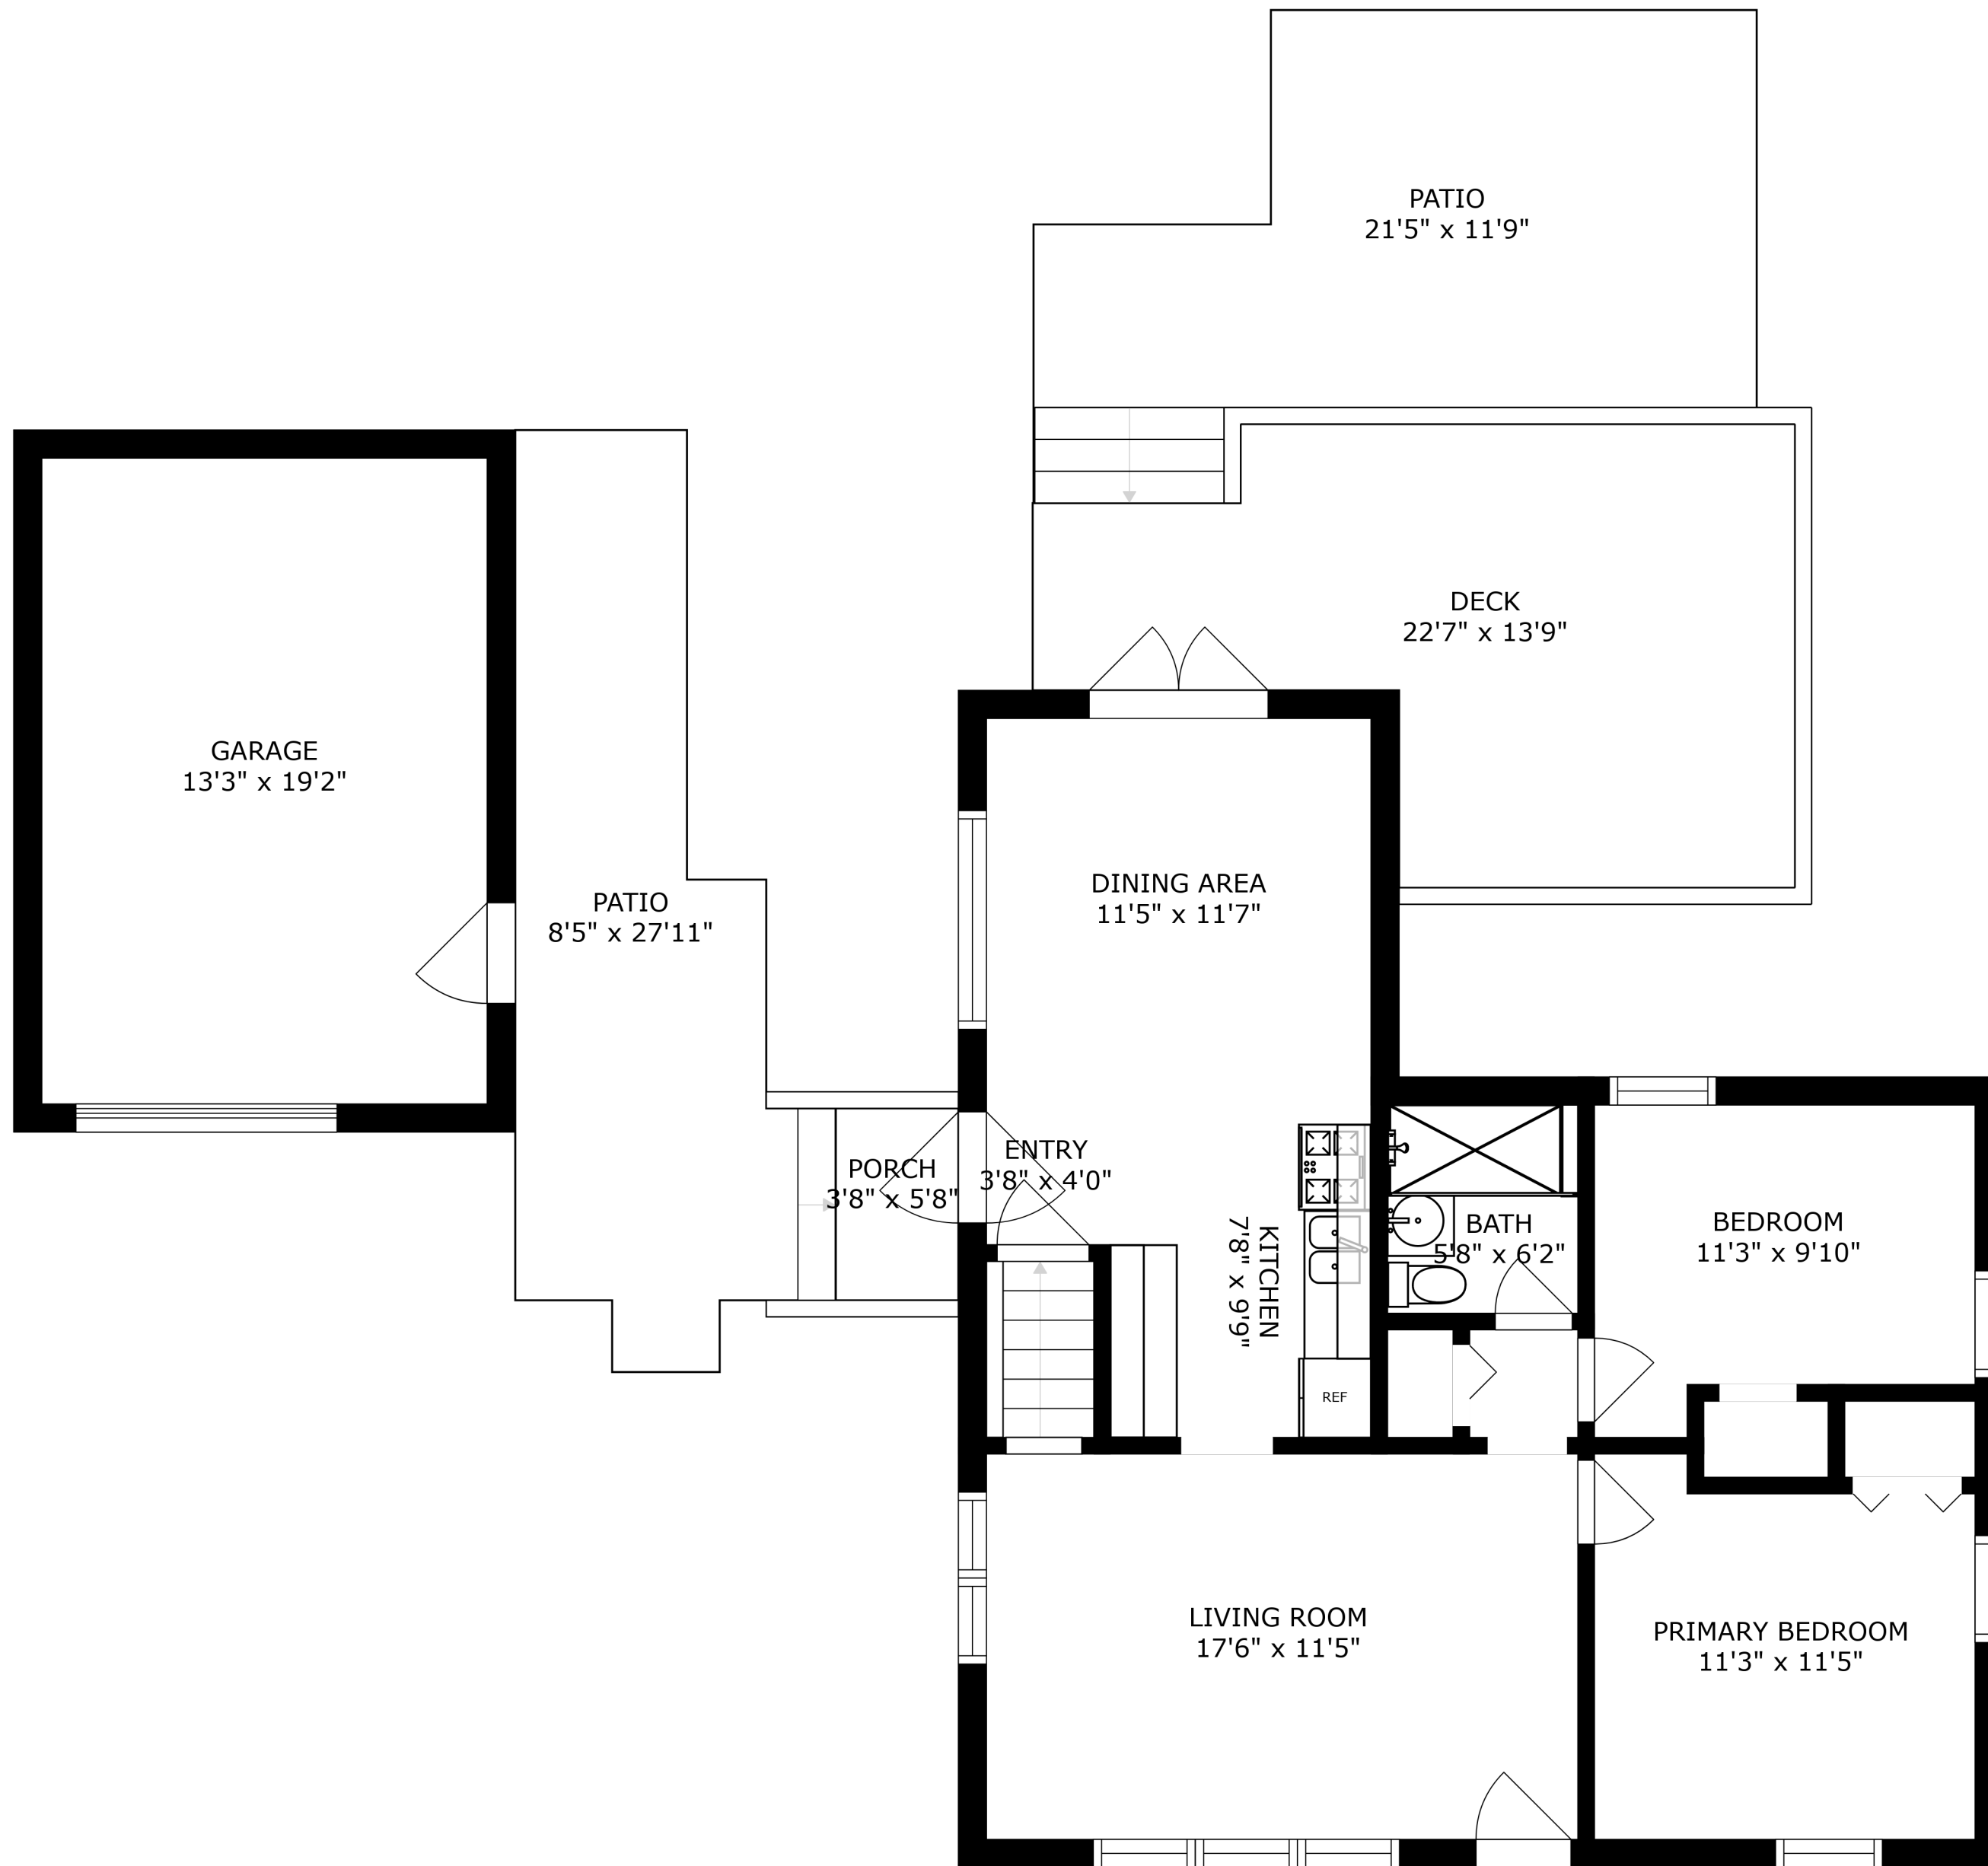 PATIO
21'5" x 11'9"
DECK
22'7" x 13'9"
GARAGE
13'3" x 19'2"
PATIO
8'5" x 27'11"
DINING AREA
11'5" x 11'7"
PORCH
3'8" x 5'8"
ENTRY
3'8" x 4'0"
KITCHEN
7'8" x 9'9"
BATH
5'8" x 6'2"
BEDROOM
11'3" x 9'10"
REF
LIVING ROOM
17'6" x 11'5"
PRIMARY BEDROOM
11'3" x 11'5"